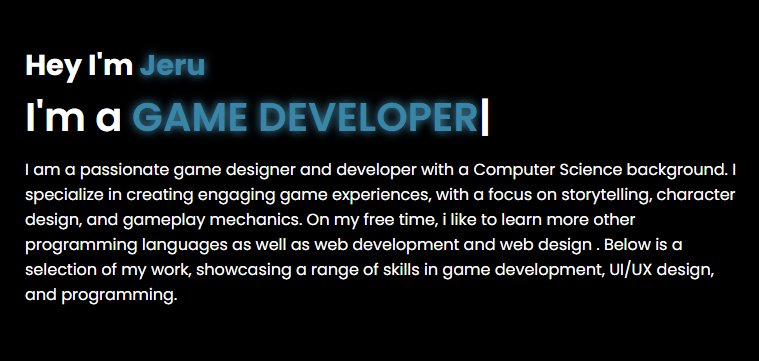 Hey I'm Jeru
I'm a GAME DEVELOPER|
I am a passionate game designer and developer with a Computer Science background. I
specialize in creating engaging game experiences, with a focus on storytelling, character
design, and gameplay mechanics. On my free time, i like to learn more other
programming languages as well as web development and web design . Below is a
selection of my work, showcasing a range of skills in game development, UI/UX design,
and programming.